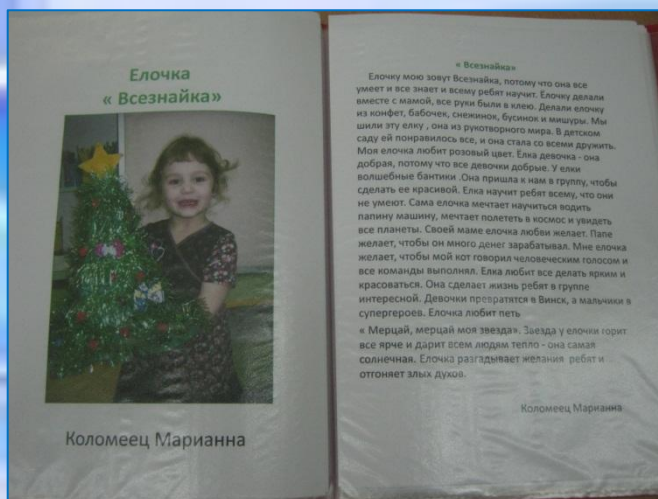 Елочка
« Всезнайка»
Коломеец Марианна
« Всезнайка»
Елочку мою зовут Всезнайка, потому что она все
умеет и все знает и всему ребят научит. Елочку делали
вместе с мамой, все руки были в клею. Делали елочку
из конфет, бабочек, снежинок, бусинок и мишуры. Мы
шили эту елку , она из рукотворного мира. В детском
саду ей понравилось все, и она стала со всеми дружить.
Моя елочка любит розовый цвет. Елка девочка - она
добрая, потому что все девочки добрые. У елки
волшебные бантики .Она пришла к нам в группу, чтобы
сделать ее красивой. Елка научит ребят всему, что они
не умеют. Сама елочка мечтает научиться водить
папину машину, мечтает полететь в космос и увидеть
все планеты. Своей маме елочка любви желает. Папе
желает, чтобы он много денег зарабатывал. Мне елочка
желает, чтобы мой кот говорил человеческим голосом и
все команды выполнял. Елка любит все делать ярким и
красоваться. Она сделает жизнь ребят в группе
интересной. Девочки превратятся в Винск, а мальчики в
супергероев. Елочка любит петь
« Мерцай, мерцай моя звезда». Заезда у елочки горит
все ярче и дарит всем людям тепло - она самая
солнечная. Елочка разгадывает желания ребят и
отгоняет злых духов.
Коломеец Марианна